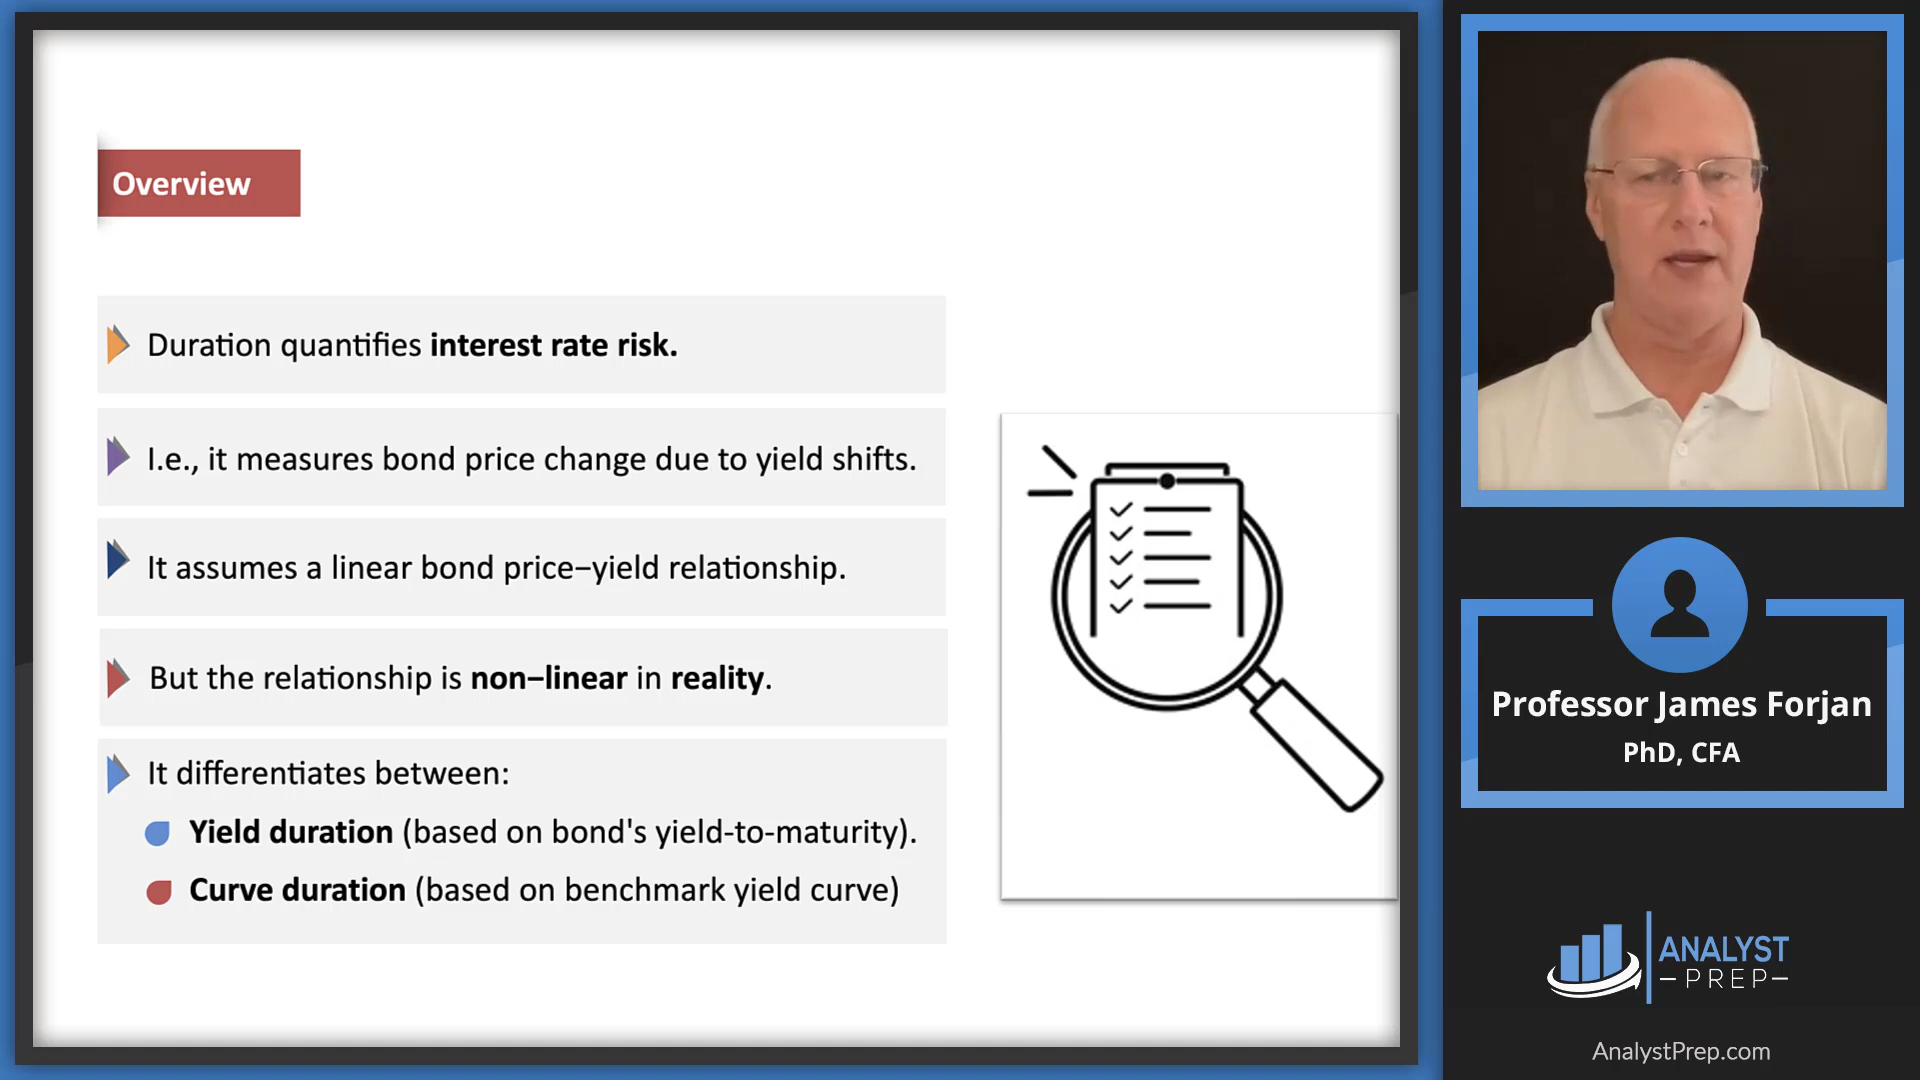 Overview
Duration quantifies interest rate risk.
I.e., it measures bond price change due to yield shifts.
It assumes a linear bond price–yield relationship.
But the relationship is non–linear in reality.
It differentiates between:
Yield duration (based on bond's yield-to-maturity).
Curve duration (based on benchmark yield curve)
Professor James Forjan
PhD, CFA
ANALYST
PREP
AnalystPrep.com